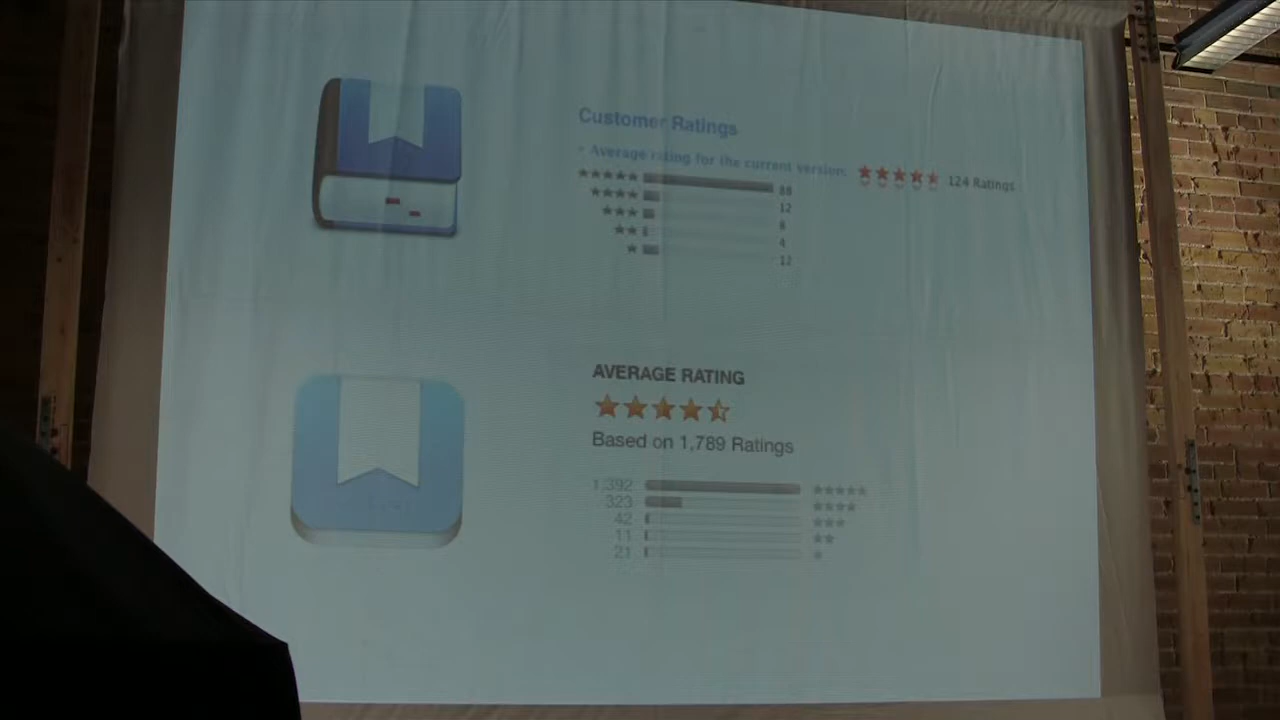 Customer Ratings
Average rating for the current version: 124 Ratings
88
12
8
4
12
AVERAGE RATING
Based on 1,789 Ratings
1,392
323
42
11
21